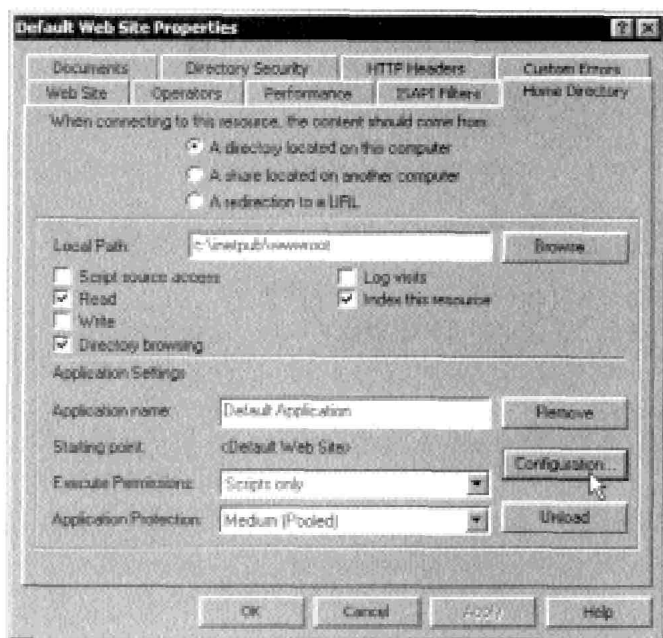 Default Web Site Properties
Documents Directory Security HTTP Headers Custom Errors
Web Site Operators Performance ISAPI Filters Home Directory
When connecting to this resource, the content should come from:
A directory located on this computer
A share located on another computer
A redirection to a URL
Local Path: c:\inetpub\wwwroot Browse...
Script source access Log visits
Read Index this resource
Write
Directory browsing
Application Settings
Application name: Default Application Remove
Starting point: <Default Web Site>
Configuration...
Execute Permissions: Scripts only
Application Protection: Medium (Pooled) Unload
OK Cancel Apply Help